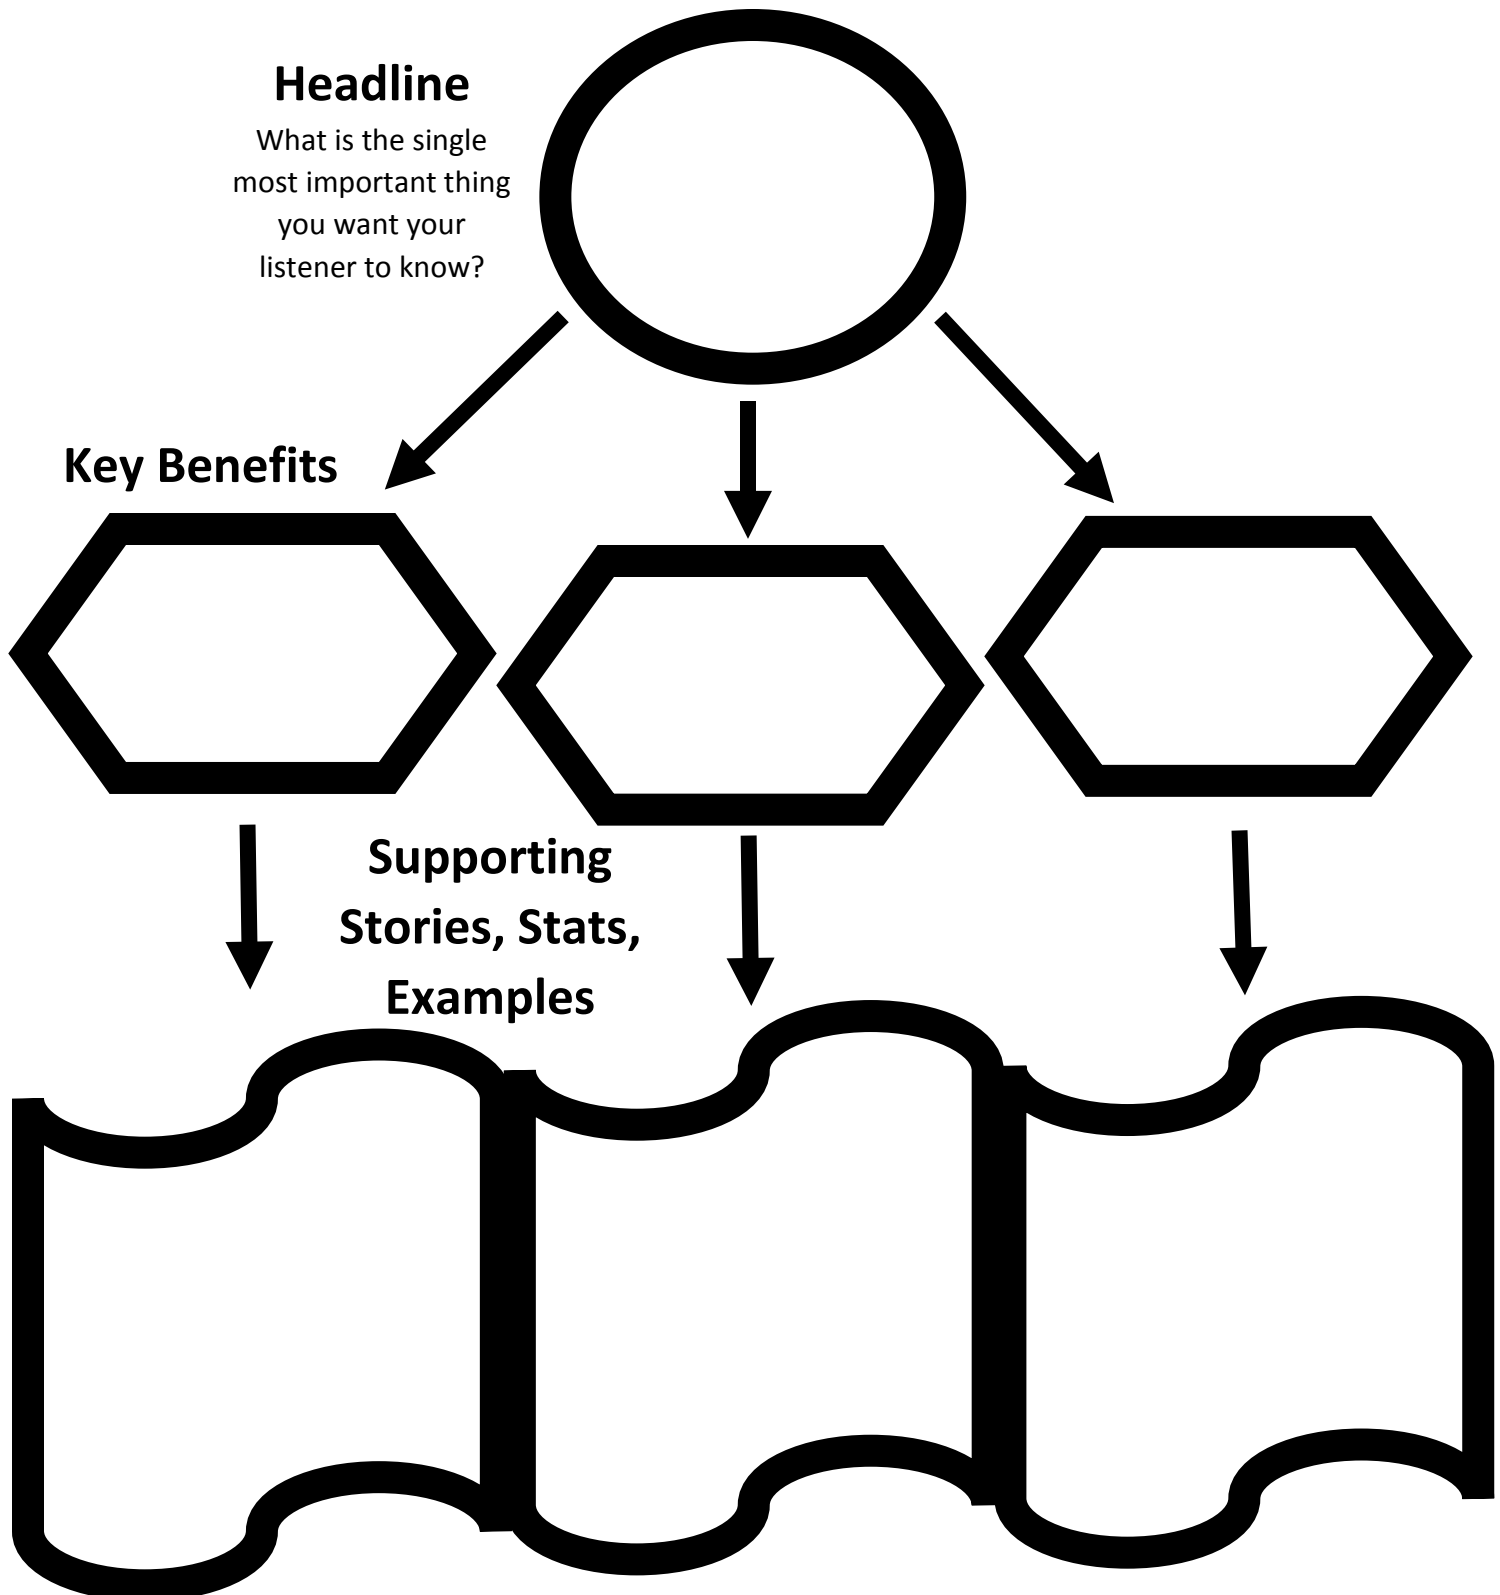 Headline
What is the single
most important thing
you want your
listener to know?
Key Benefits
Supporting
Stories, Stats,
Examples